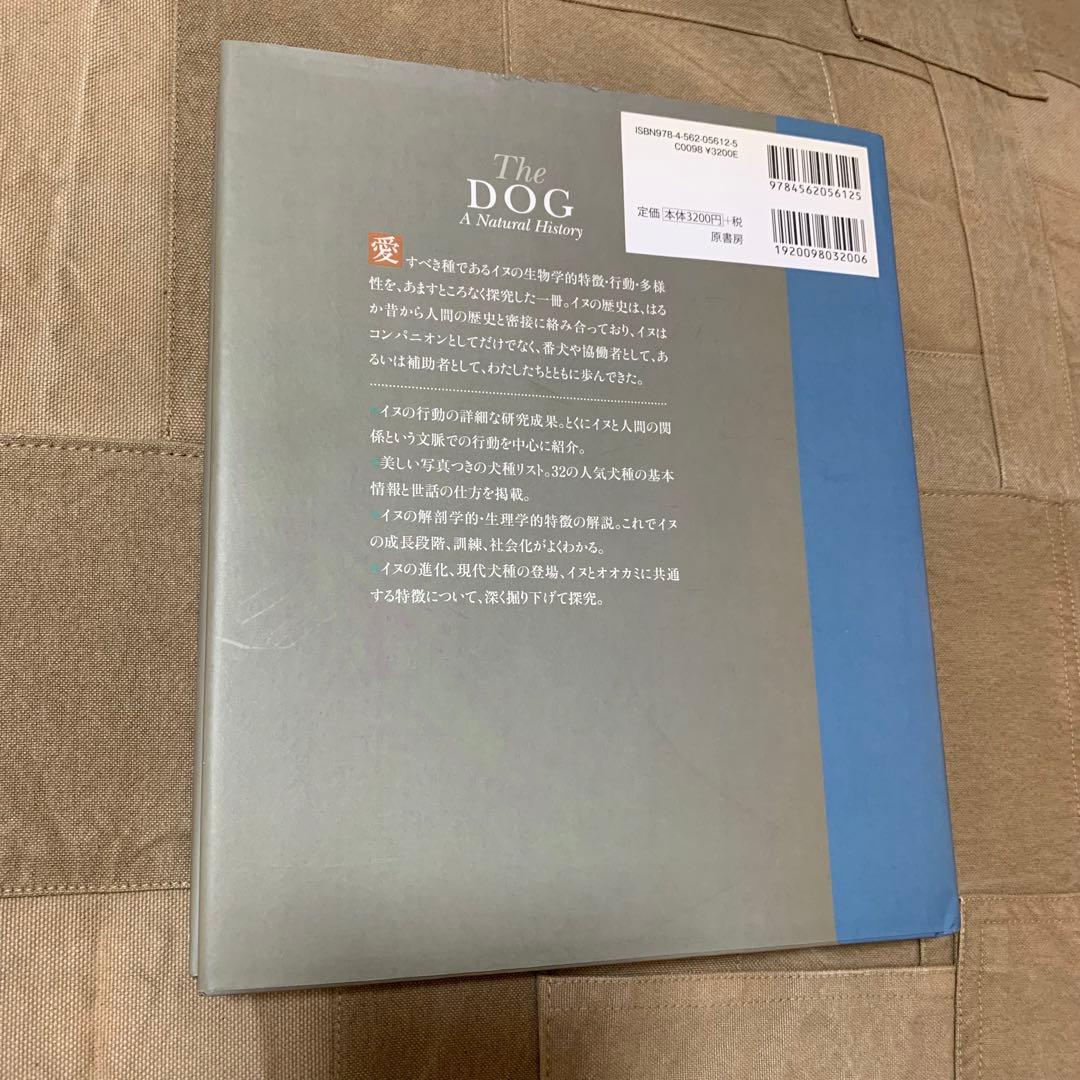 The
DOG
A Natural History
ISBN978-4-562-05612-5
C0098 ¥3200E
9784562056125
定価 本体3200円+税
原書房
1920098032006
愛すべき種であるイヌの生物学的特徴・行動・多様
性を、あますところなく探究した一冊。イヌの歴史は、はる
か昔から人間の歴史と密接に絡み合っており、イヌは
コンパニオンとしてだけでなく、番犬や協働者として、あ
るいは補助者として、わたしたちとともに歩んできた。
イヌの行動の詳細な研究成果。とくにイヌと人間の関
係という文脈での行動を中心に紹介。
美しい写真つきの犬種リスト。32の人気犬種の基本
情報と世話の仕方を掲載。
イヌの解剖学的・生理学的特徴の解説。これでイヌ
の成長段階、訓練、社会化がよくわかる。
イヌの進化、現代犬種の登場、イヌとオオカミに共通
する特徴について、深く掘り下げて探究。